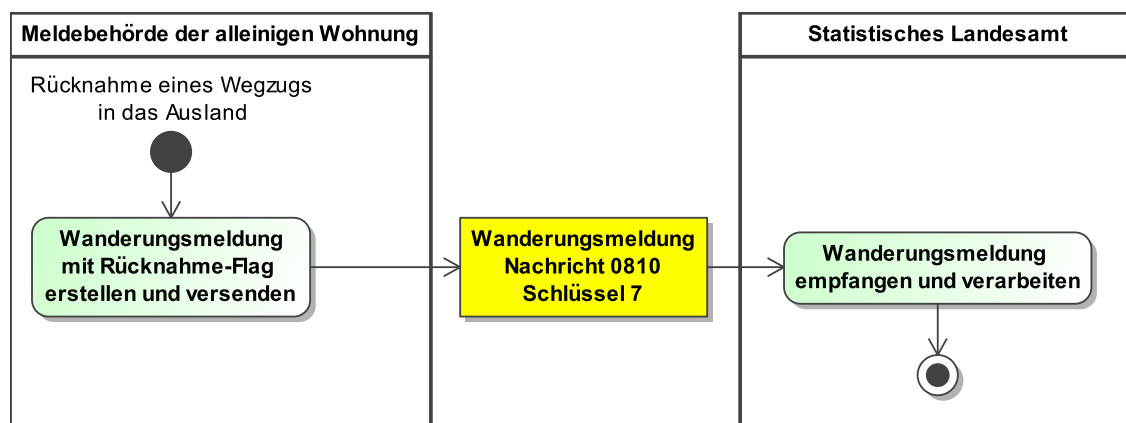 Meldebehörde der alleinigen Wohnung
Statistisches Landesamt
Rücknahme eines Wegzugs
in das Ausland
Wanderungsmeldung
mit Rücknahme-Flag
erstellen und versenden
Wanderungsmeldung
Nachricht 0810
Schlüssel 7
Wanderungsmeldung
empfangen und verarbeiten